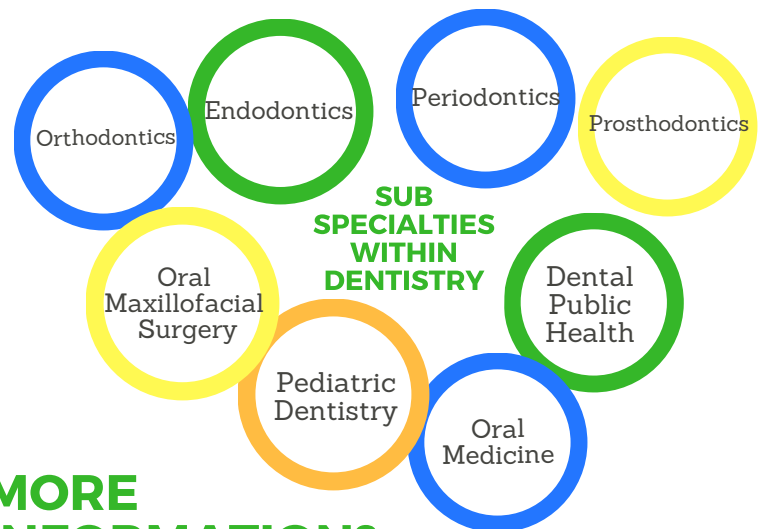 Orthodontics
Endodontics
Periodontics
Prosthodontics
SUB
SPECIALTIES
WITHIN
DENTISTRY
Oral
Maxillofacial
Surgery
Dental
Public
Health
Pediatric
Dentistry
Oral
Medicine
MORE